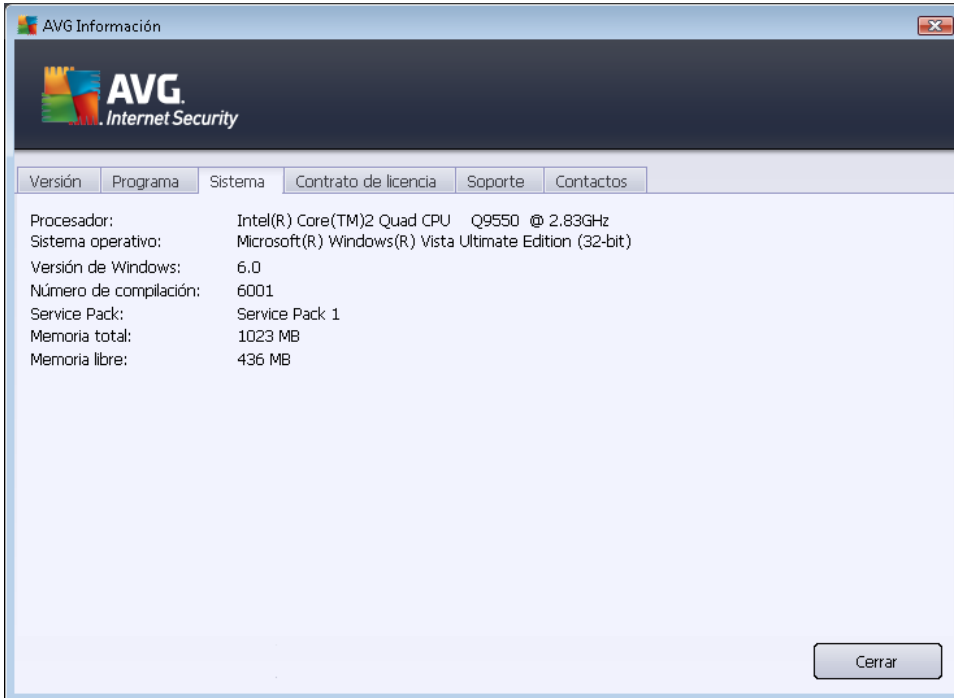 AVG Información
AVG.
Internet Security
Versión Programa Sistema Contrato de licencia Soporte Contactos
Procesador: Intel(R) Core(TM)2 Quad CPU Q9550 @ 2.83GHz
Sistema operativo: Microsoft(R) Windows(R) Vista Ultimate Edition (32-bit)
Versión de Windows: 6.0
Número de compilación: 6001
Service Pack: Service Pack 1
Memoria total: 1023 MB
Memoria libre: 436 MB
Cerrar